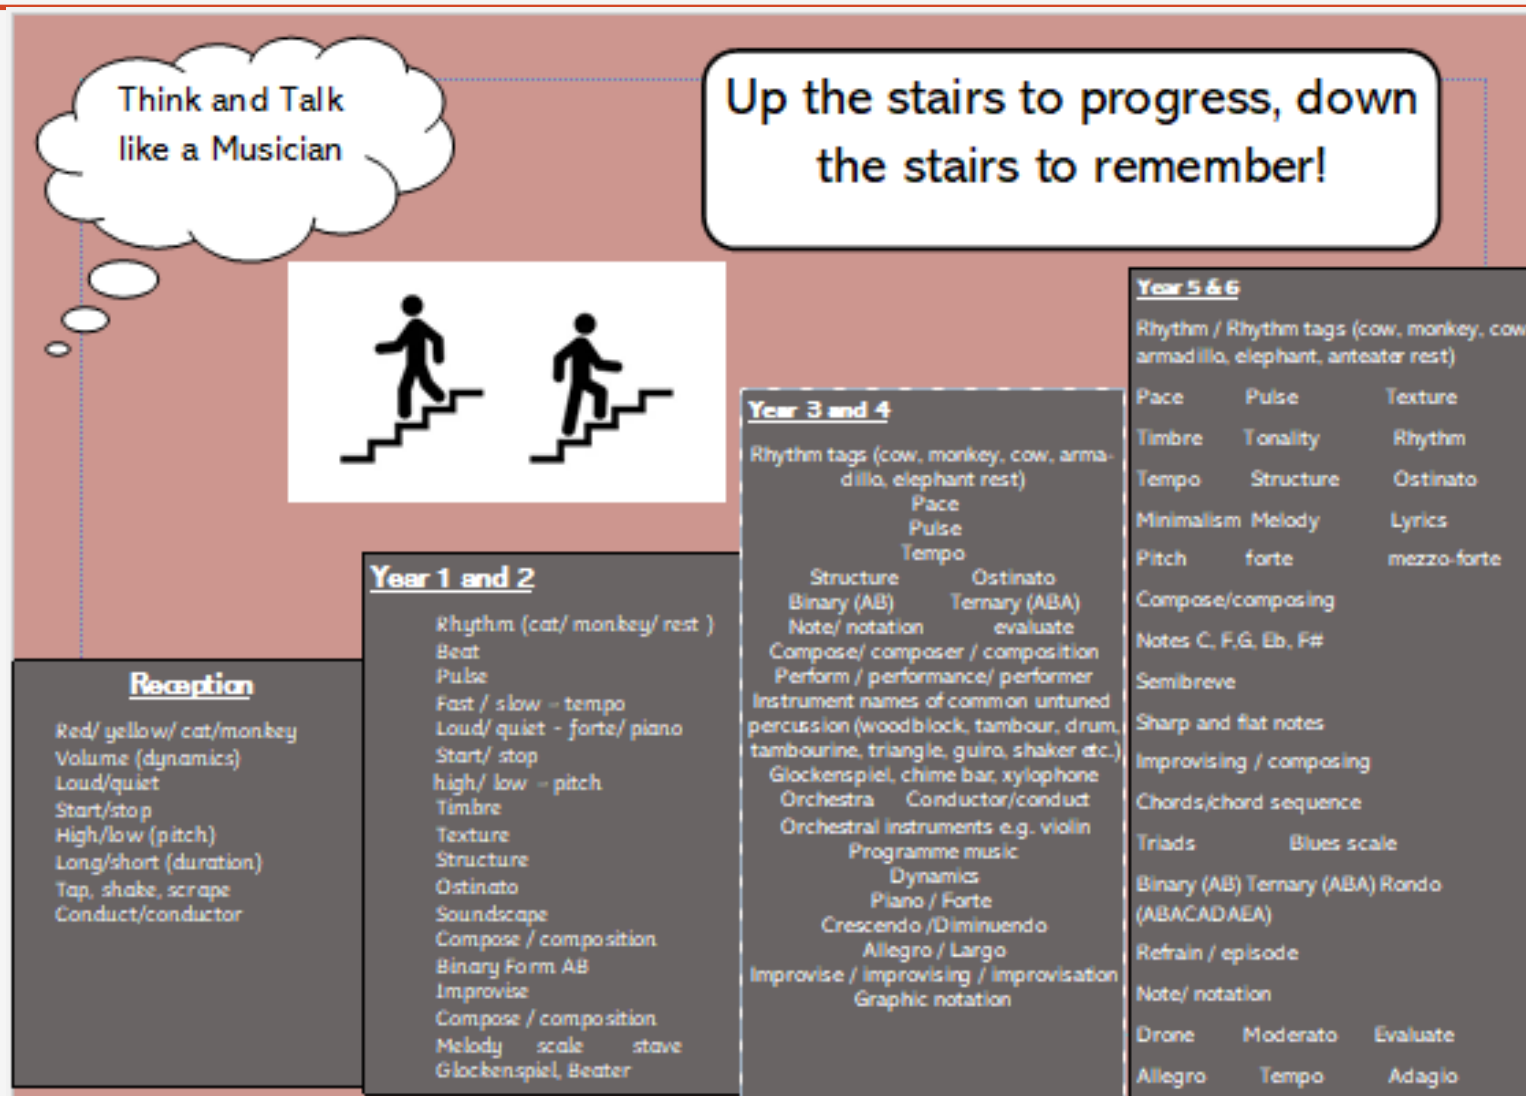 Think and Talk
like a Musician
Up the stairs to progress, down
the stairs to remember!
Reception
Red/ yellow/ cat/monkey
Volume (dynamics)
Loud/quiet
Start/stop
High/low (pitch)
Long/short (duration)
Tap, shake, scrape
Conduct/conductor
Year 1 and 2
Rhythm (cat/ monkey/ rest )
Beat
Pulse
Fast / slow – tempo
Loud/ quiet - forte/ piano
Start/ stop
high/ low – pitch
Timbre
Texture
Structure
Ostinato
Soundscape
Compose / composition
Binary Form AB
Improvise
Compose / composition
Melody scale stave
Glockenspiel, Beater
Year 3 and 4
Rhythm tags (cow, monkey, cow, arma-
dillo, elephant rest)
Pace
Pulse
Tempo
Structure Ostinato
Binary (AB) Ternary (ABA)
Note/ notation evaluate
Compose/ composer / composition
Perform / performance/ performer
Instrument names of common untuned
percussion (woodblock, tambour, drum,
tambourine, triangle, guiro, shaker etc.)
Glockenspiel, chime bar, xylophone
Orchestra Conductor/conduct
Orchestral instruments e.g. violin
Programme music
Dynamics
Piano / Forte
Crescendo /Diminuendo
Allegro / Largo
Improvise / improvising / improvisation
Graphic notation
Year 5 & 6
Rhythm / Rhythm tags (cow, monkey, cow
armadillo, elephant, anteater rest)
Pace Pulse Texture
Timbre Tonality Rhythm
Tempo Structure Ostinato
Minimalism Melody Lyrics
Pitch forte mezzo-forte
Compose/composing
Notes C, F,G, Eb, F#
Semibreve
Sharp and flat notes
Improvising / composing
Chords/chord sequence
Triads Blues scale
Binary (AB) Ternary (ABA) Rondo
(ABACADAEA)
Refrain / episode
Note/ notation
Drone Moderato Evaluate
Allegro Tempo Adagio